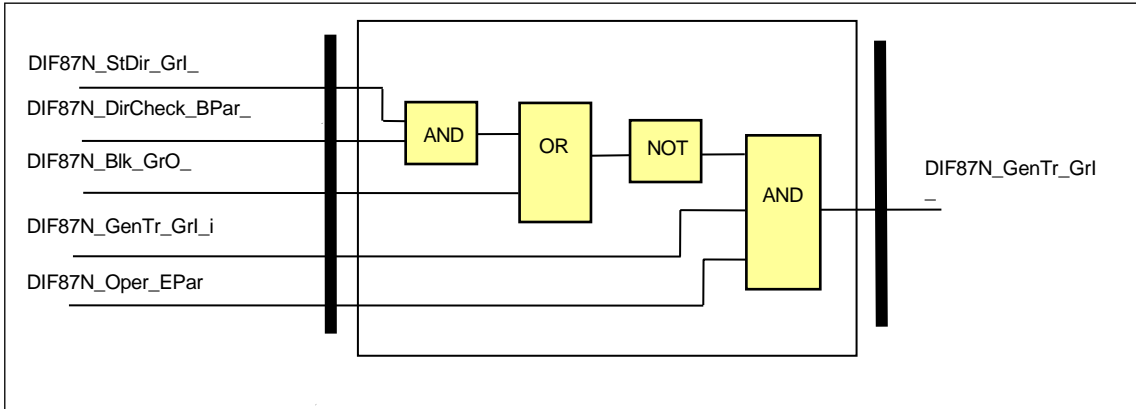 DIF87N_StDir_GrI_
DIF87N_DirCheck_BPar_
DIF87N_Blk_GrO_
DIF87N_GenTr_GrI_i
DIF87N_Oper_EPar
AND
OR
NOT
AND
DIF87N_GenTr_GrI
_